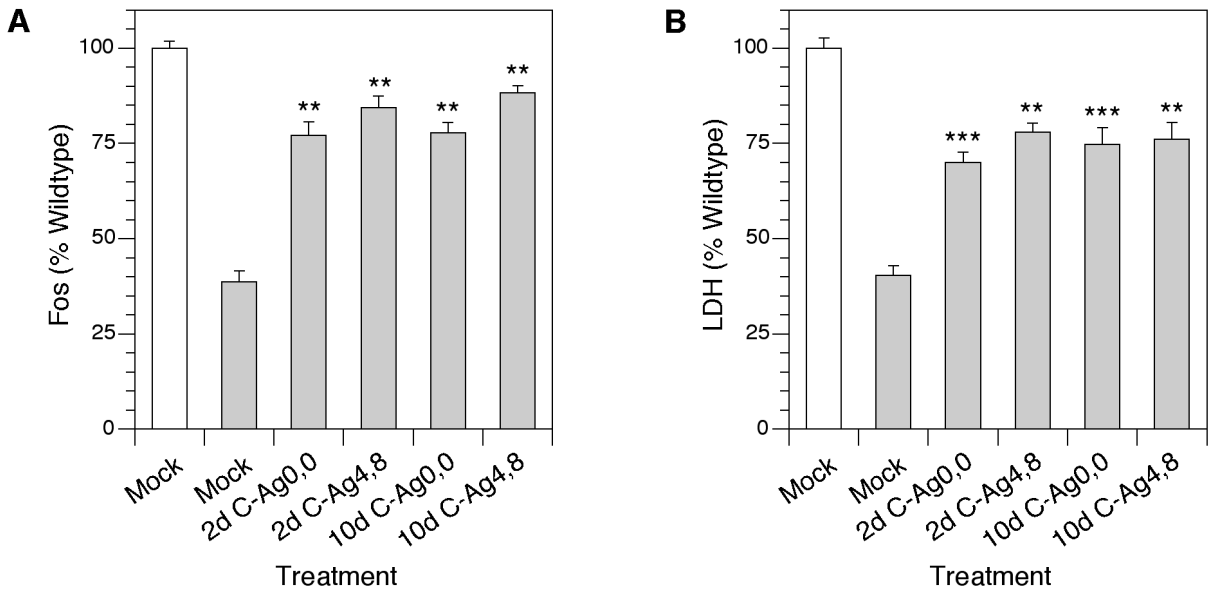 A
Fos (% Wildtype)
100
75
50
25
0
**
**
**
**
Mock
Mock
2d C-Ag0,0
2d C-Ag4,8
10d C-Ag0,0
10d C-Ag4,8
Treatment
B
LDH (% Wildtype)
100
75
50
25
0
***
**
***
**
Mock
Mock
2d C-Ag0,0
2d C-Ag4,8
10d C-Ag0,0
10d C-Ag4,8
Treatment